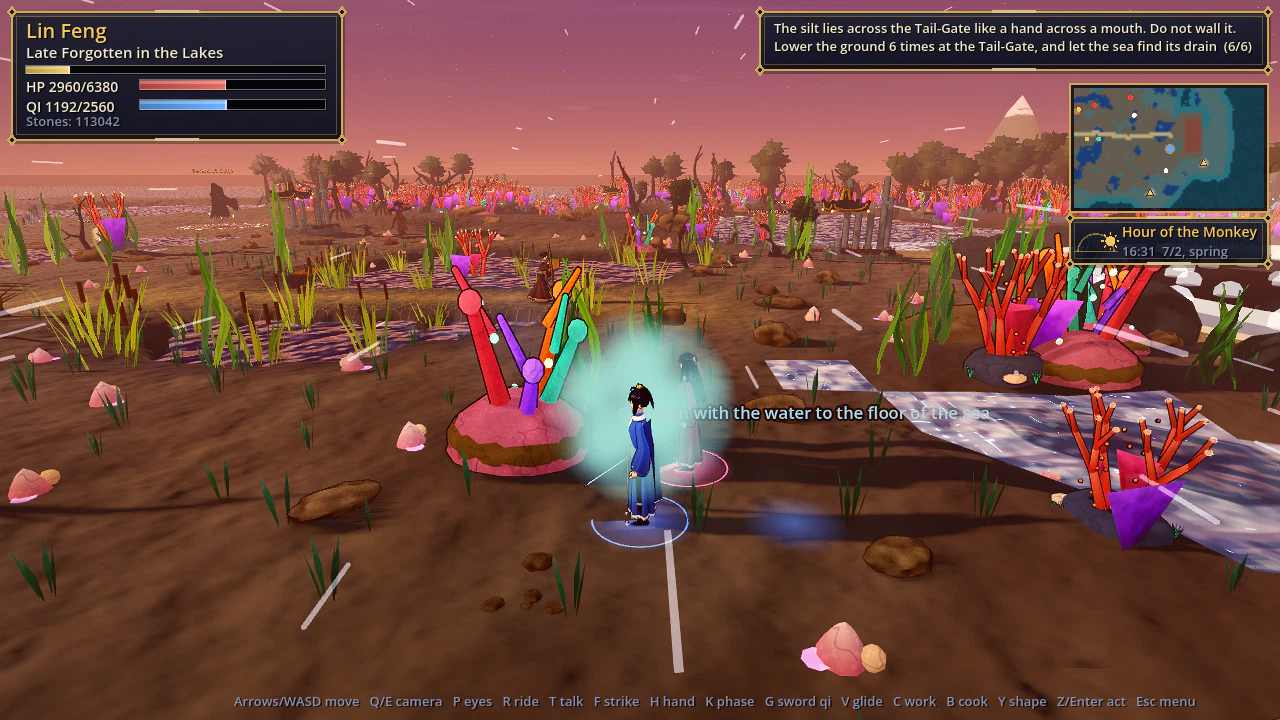 Lin Feng
Late Forgotten in the Lakes
HP 2960/6380
QI 1192/2560
Stones: 113042
The silt lies across the Tail-Gate like a hand across a mouth. Do not wall it.
Lower the ground 6 times at the Tail-Gate, and let the sea find its drain (6/6)
Hour of the Monkey
16:31 7/2, spring
with the water to the floor of the sea
Arrows/WASD move Q/E camera P eyes R ride T talk F strike H hand K phase G sword qi V glide C work B cook Y shape Z/Enter act Esc menu